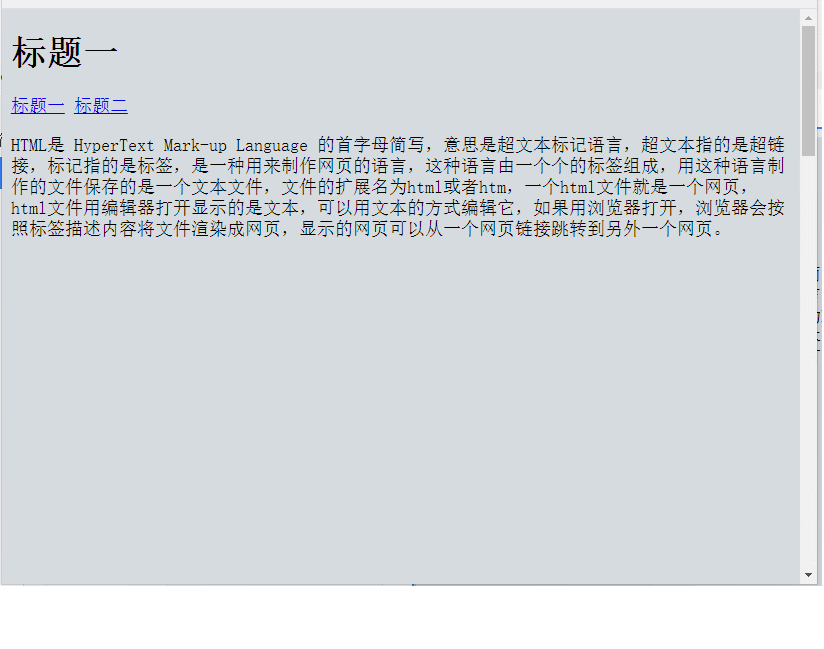 标题一
标题一 标题二
HTML是 HyperText Mark-up Language 的首字母简写，意思是超文本标记语言，超文本指的是超链
接，标记指的是标签，是一种用来制作网页的语言，这种语言由一个个的标签组成，用这种语言制
作的文件保存的是一个文本文件，文件的扩展名为html或者htm，一个html文件就是一个网页，
html文件用编辑器打开显示的是文本，可以用文本的方式编辑它，如果用浏览器打开，浏览器会按
照标签描述内容将文件渲染成网页，显示的网页可以从一个网页链接跳转到另外一个网页。